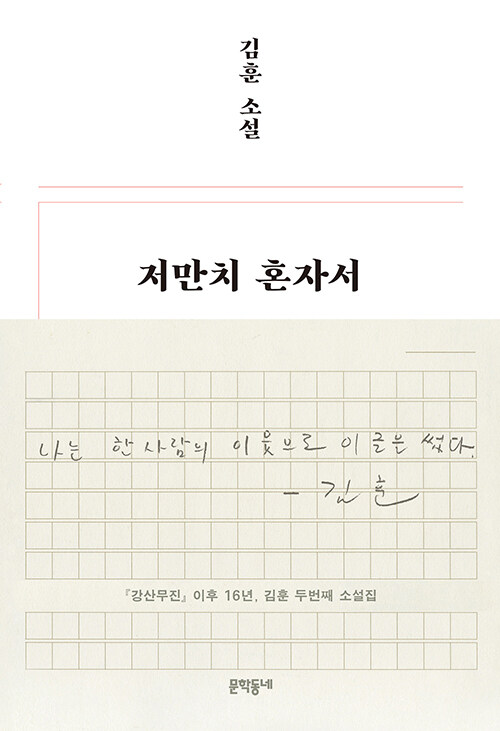 김훈 소설
저만치 혼자서
나는 한 사람의 이웃으로 이 글을 썼다.
– 김훈
『강산무진』 이후 16년, 김훈 두번째 소설집
문학동네